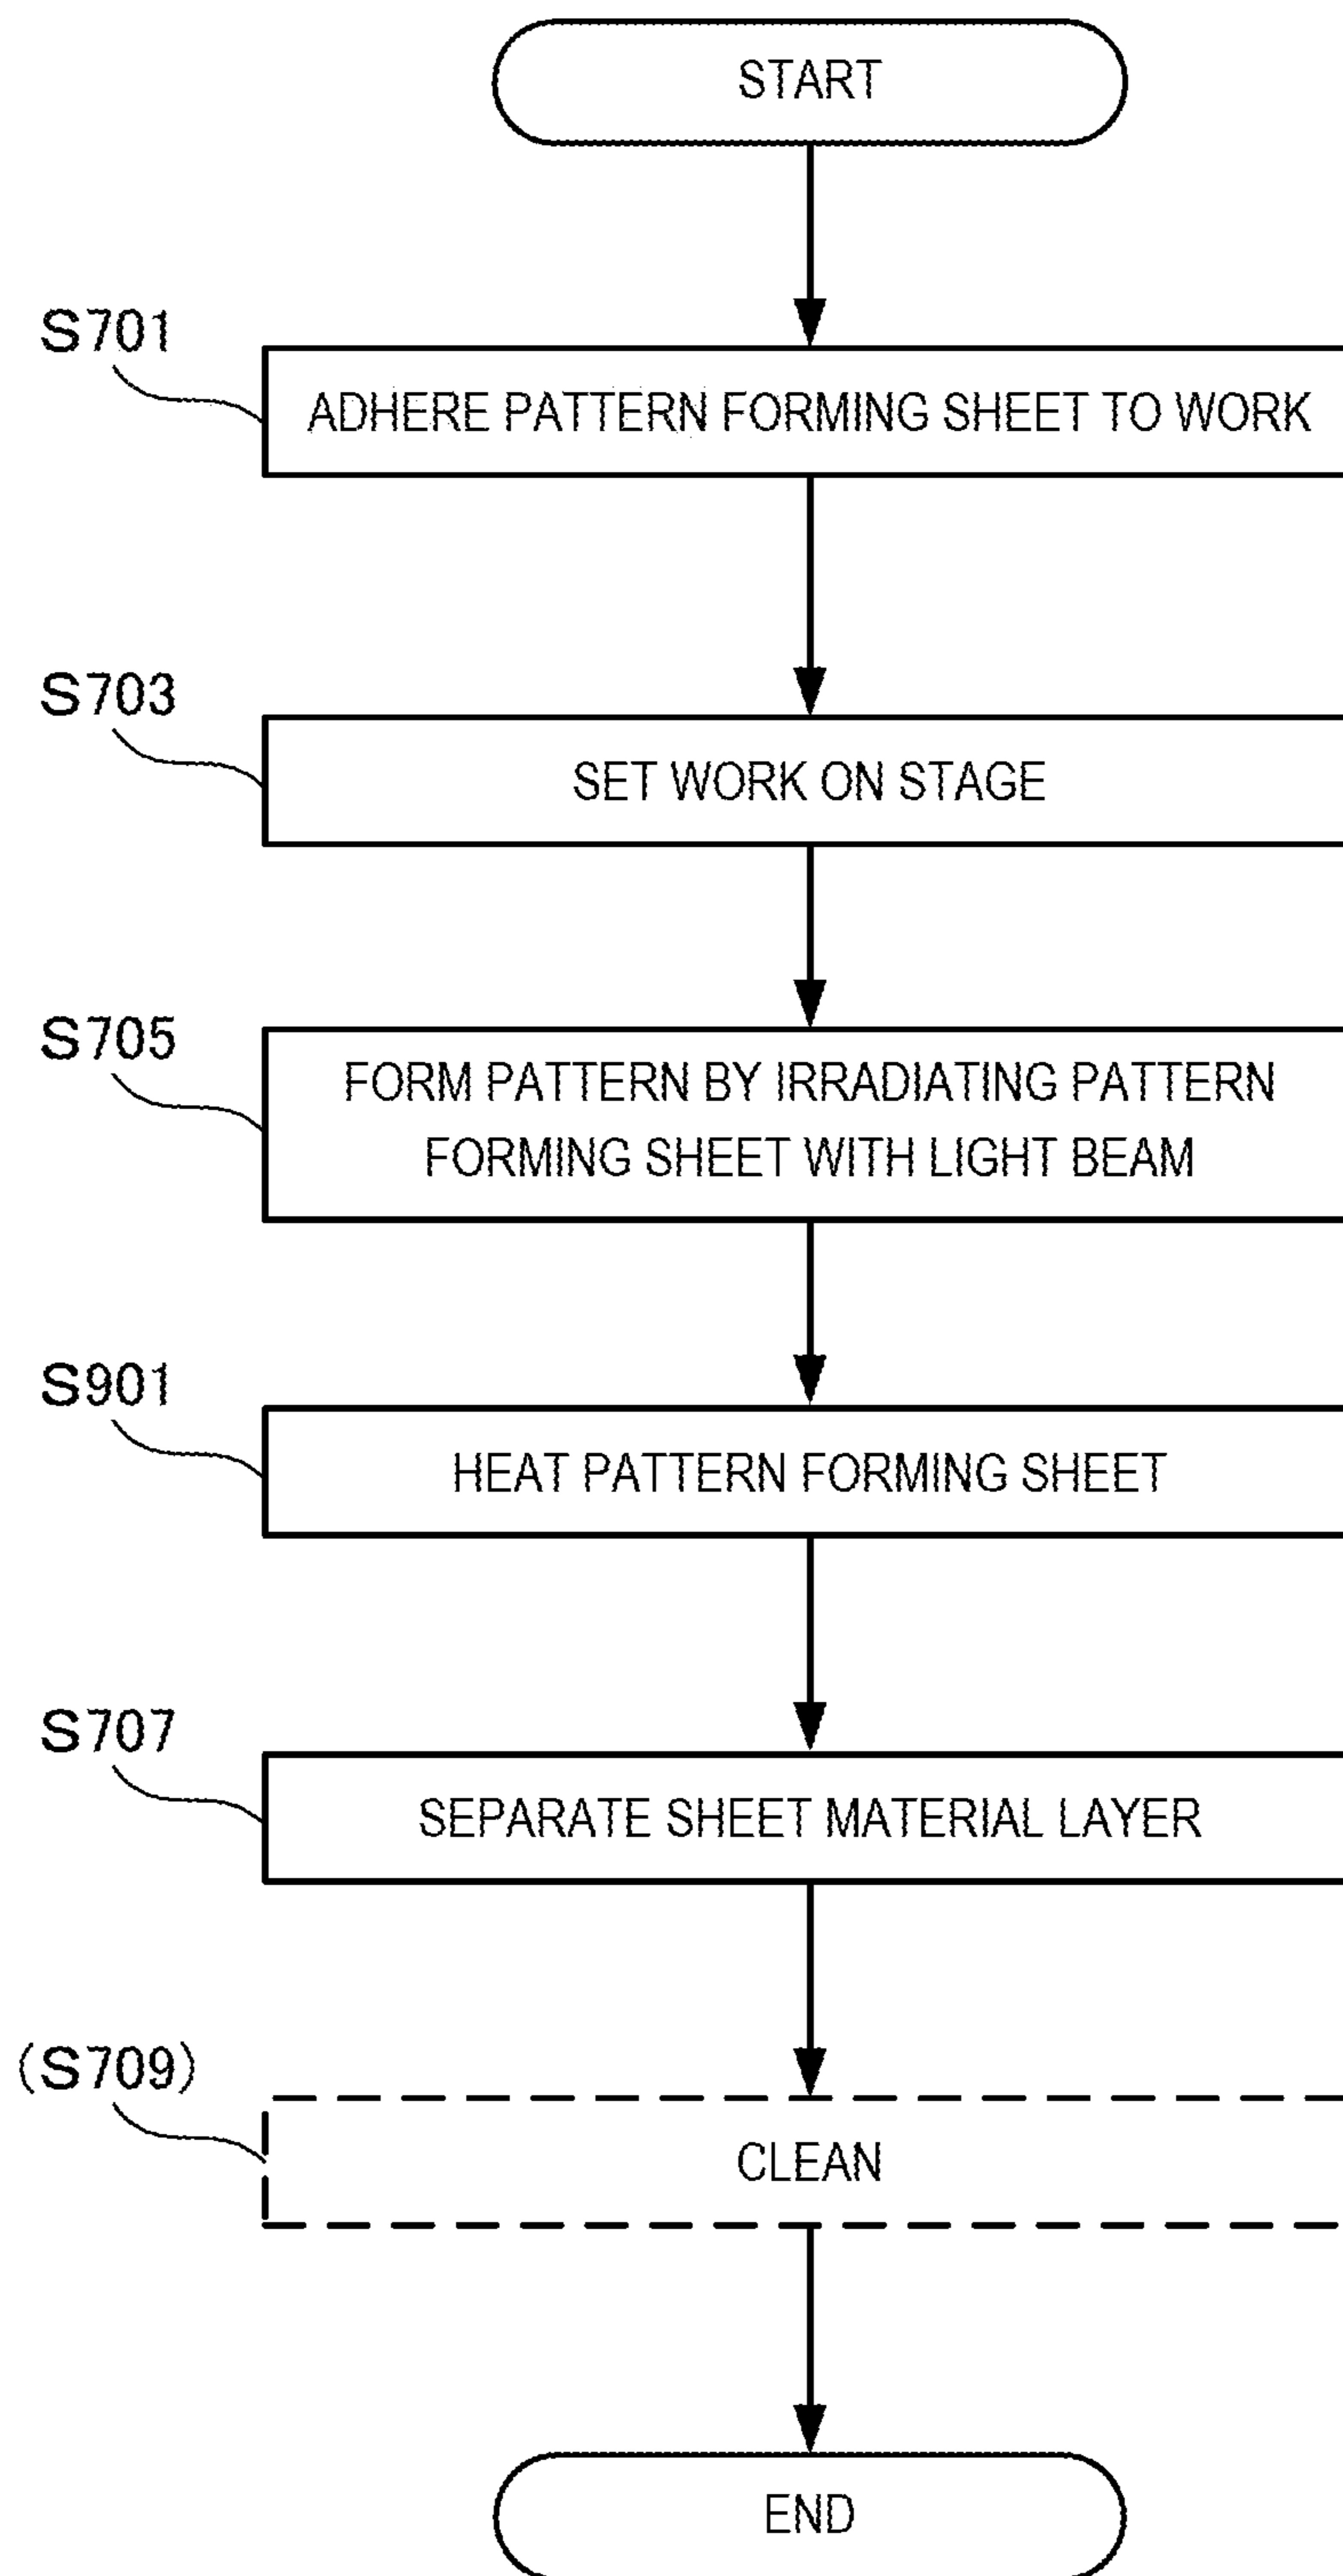 START
S701
ADHERE PATTERN FORMING SHEET TO WORK
S703
SET WORK ON STAGE
S705
FORM PATTERN BY IRRADIATING PATTERN
FORMING SHEET WITH LIGHT BEAM
S901
HEAT PATTERN FORMING SHEET
S707
SEPARATE SHEET MATERIAL LAYER
(S709)
CLEAN
END